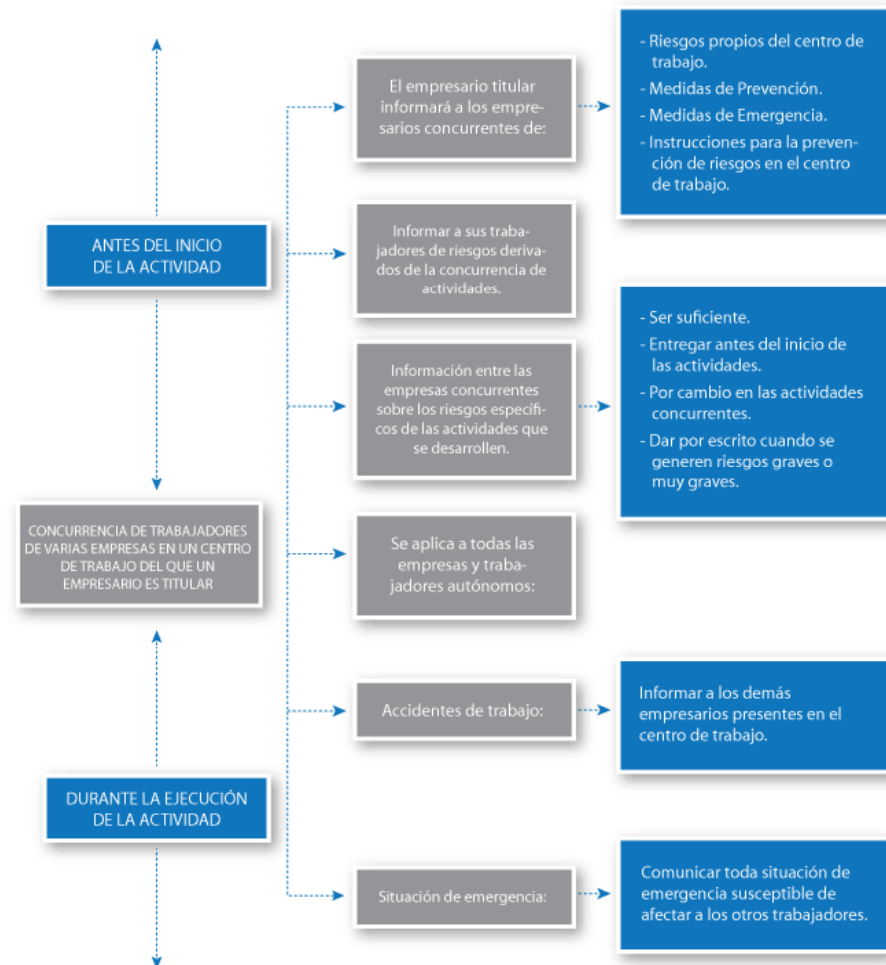 El empresario titular
informará a los empre-
sarios concurrentes de:
- Riesgos propios del centro de
trabajo.
- Medidas de Prevención.
- Medidas de Emergencia.
- Instrucciones para la preven-
ción de riesgos en el centro
de trabajo.
ANTES DEL INICIO
DE LA ACTIVIDAD
Informar a sus traba-
jadores de riesgos deriva-
dos de la concurrencia de
actividades.
Información entre las
empresas concurrentes
sobre los riesgos específi-
cos de las actividades que
se desarrollen.
- Ser suficiente.
- Entregar antes del inicio de
las actividades.
- Por cambio en las actividades
concurrentes.
- Dar por escrito cuando se
generen riesgos graves o
muy graves.
CONCURRENCIA DE TRABAJADORES
DE VARIAS EMPRESAS EN UN CENTRO
DE TRABAJO DEL QUE UN
EMPRESARIO ES TITULAR
Se aplica a todas las
empresas y traba-
jadores autónomos:
Accidentes de trabajo:
Informar a los demás
empresarios presentes en el
centro de trabajo.
DURANTE LA EJECUCIÓN
DE LA ACTIVIDAD
Situación de emergencia:
Comunicar toda situación de
emergencia susceptible de
afectar a los otros trabajadores.